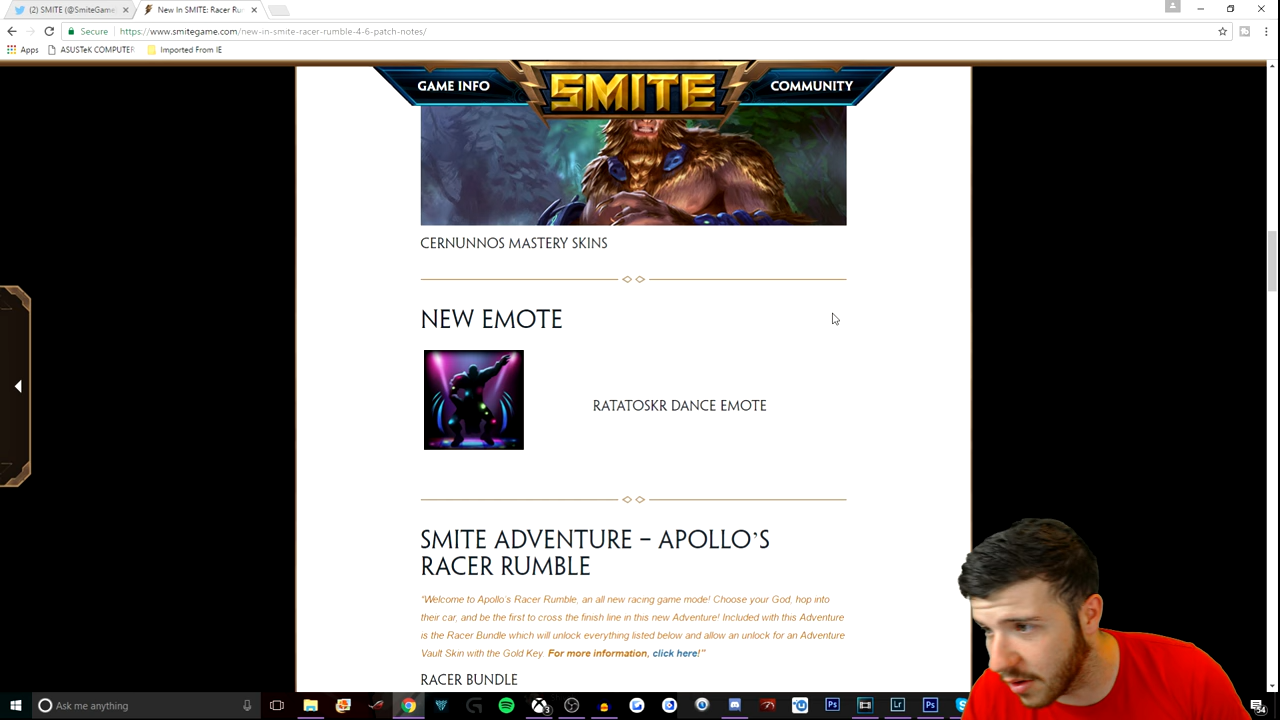 (2) SMITE (@SmiteGame
New In SMITE: Racer Ru
Secure
https://www.smitegame.com/new-in-smite-racer-rumble-4-6-patch-notes/
Apps
ASUSTeK COMPUTER
Imported From IE
GAME INFO
SMITE
COMMUNITY
CERNUNNOS MASTERY SKINS
NEW EMOTE
RATATOSKR DANCE EMOTE
SMITE ADVENTURE – APOLLO'S
RACER RUMBLE
"Welcome to Apollo's Racer Rumble, an all new racing game mode! Choose your God, hop into
their car, and be the first to cross the finish line in this new Adventure! Included with this Adventure
is the Racer Bundle which will unlock everything listed below and allow an unlock for an Adventure
Vault Skin with the Gold Key. For more information, click here!"
RACER BUNDLE
Ask me anything